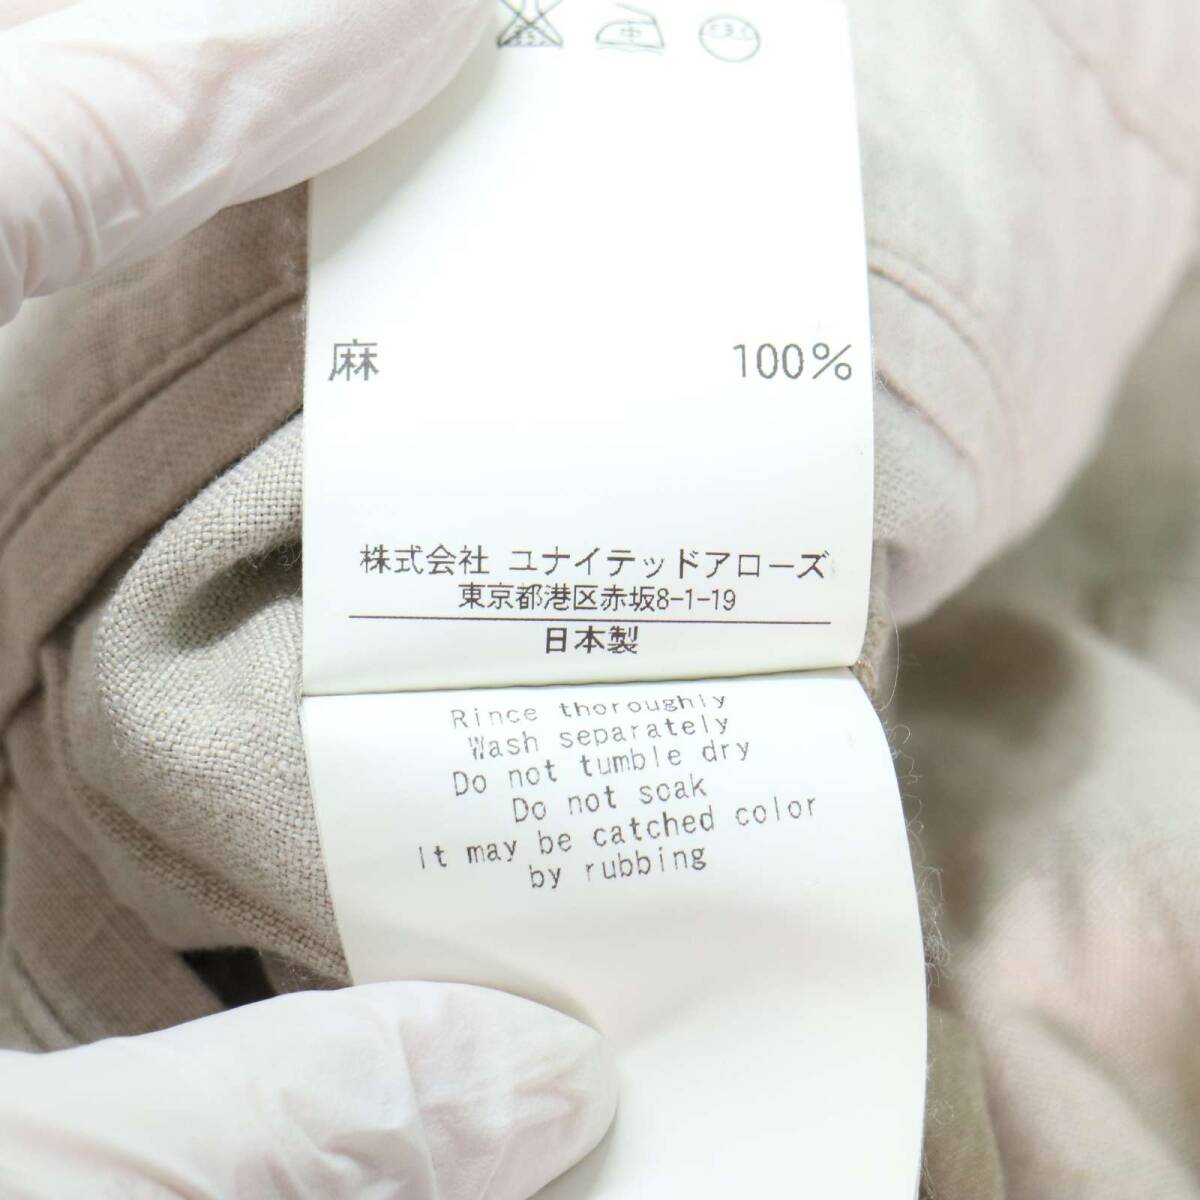 麻 100%
株式会社 ユナイテッドアローズ
東京都港区赤坂8-1-19
日本製
Rince thoroughly
Wash separately
Do not tumble dry
Do not soak
It may be catched color
by rubbing